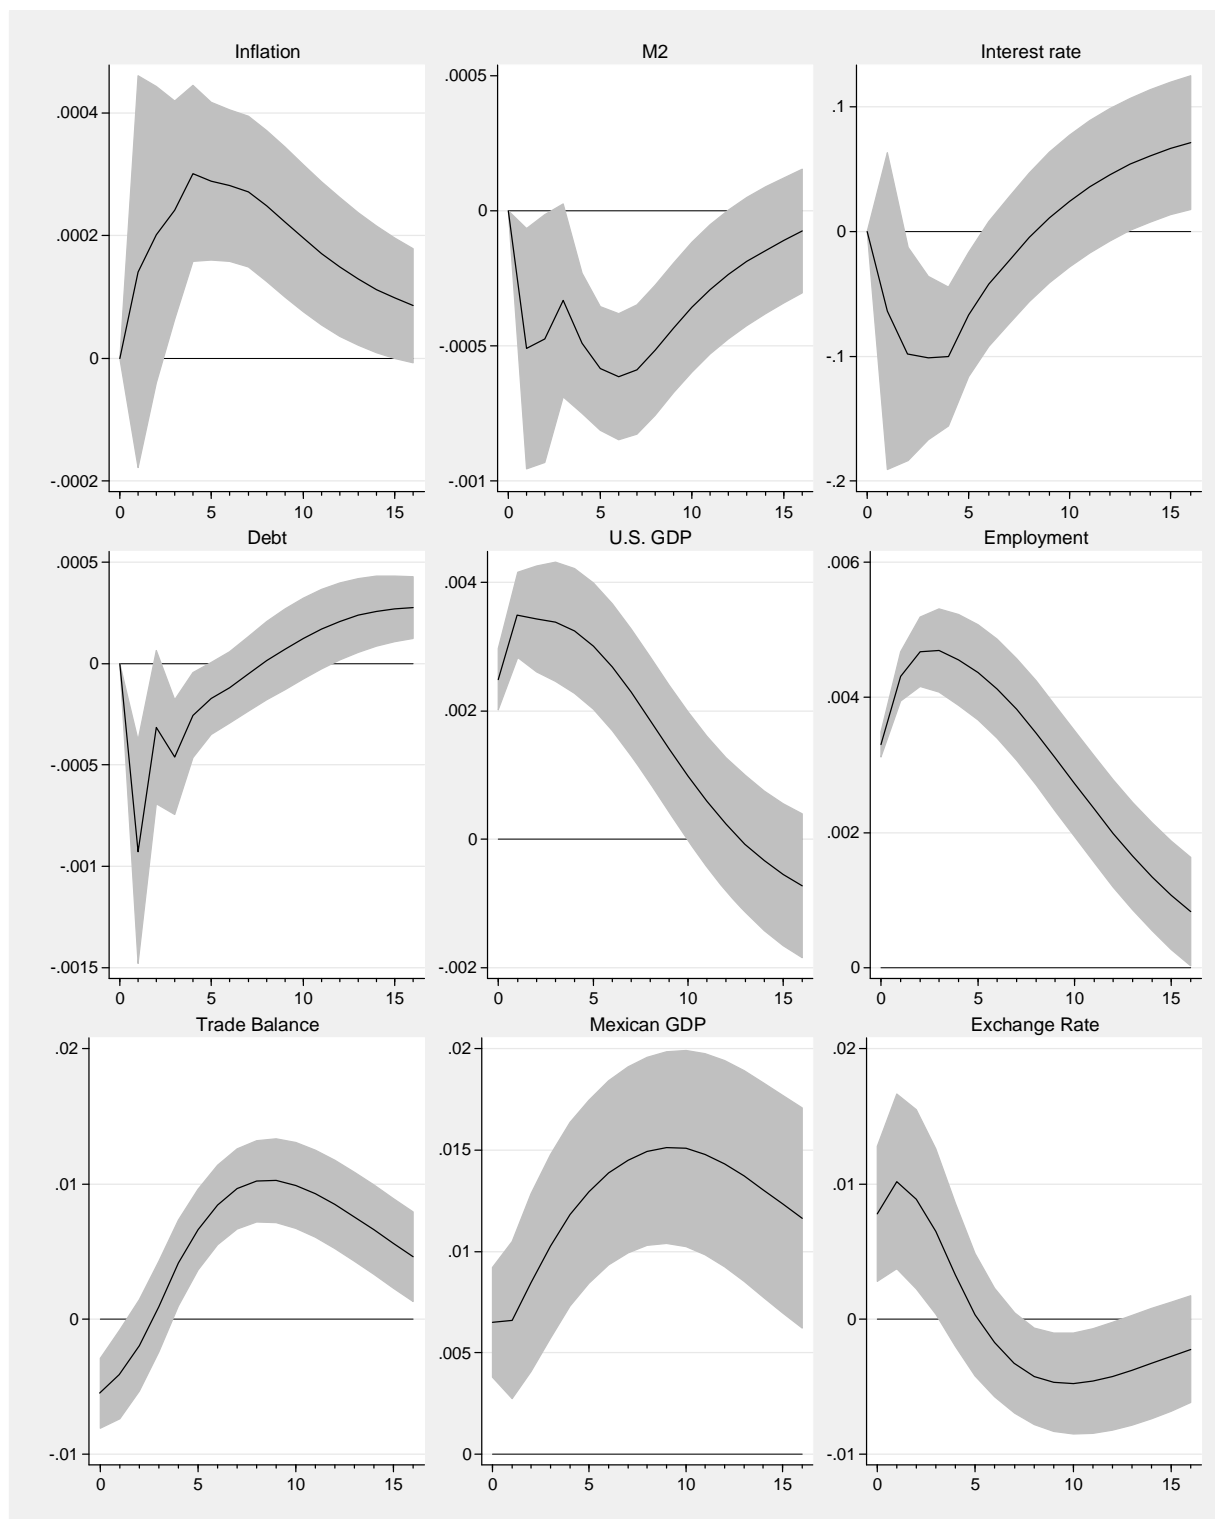 Inflation
.0004
.0002
0
-.0002
0 5 10 15
M2
.0005
0
-.0005
-.001
0 5 10 15
Interest rate
.1
0
-.1
-.2
0 5 10 15
Debt
.0005
0
-.0005
-.001
-.0015
0 5 10 15
U.S. GDP
.004
.002
0
-.002
0 5 10 15
Employment
.006
.004
.002
0
0 5 10 15
Trade Balance
.02
.01
0
-.01
0 5 10 15
Mexican GDP
.02
.015
.01
.005
0
0 5 10 15
Exchange Rate
.02
.01
0
-.01
0 5 10 15